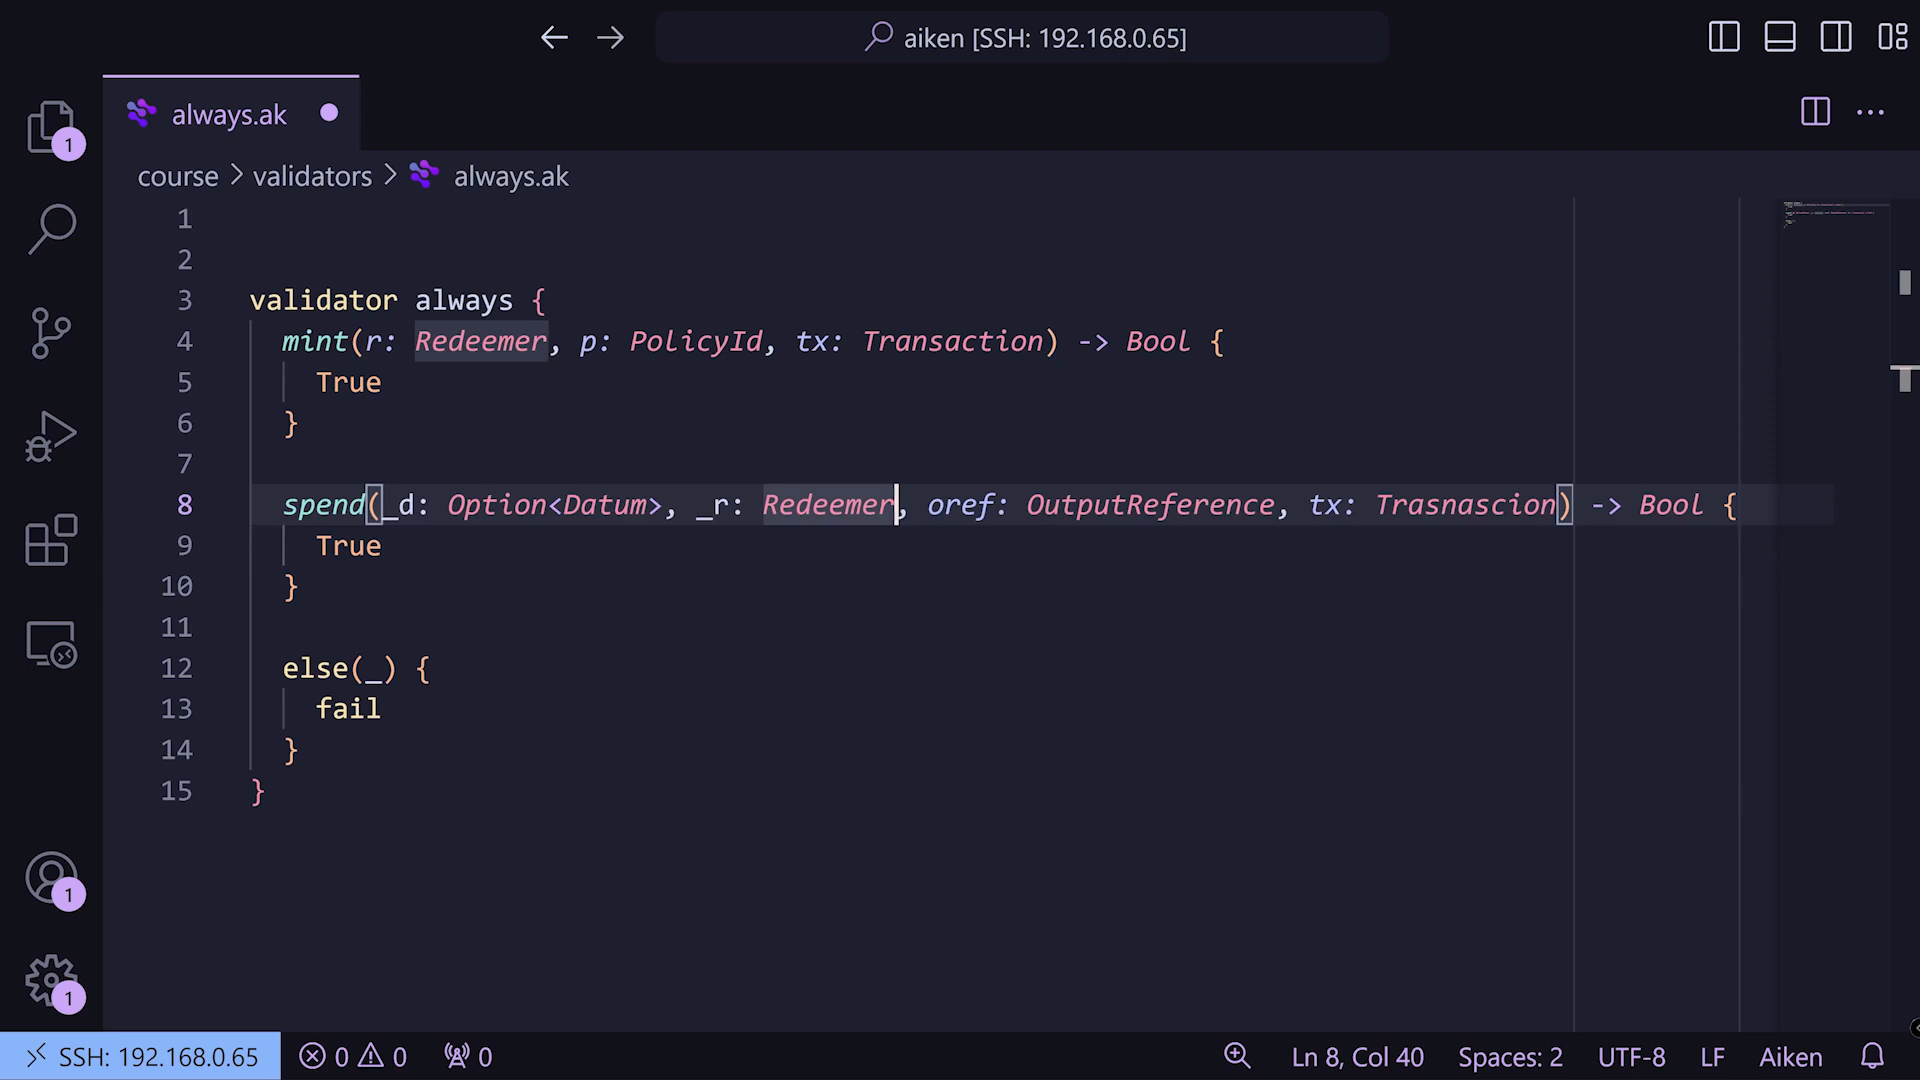 aiken [SSH: 192.168.0.65]
always.ak
1
course > validators > always.ak
1
2
3 validator always {
4 mint(r: Redeemer, p: PolicyId, tx: Transaction) -> Bool {
5 True
6 }
7
8 spend(_d: Option<Datum>, _r: Redeemer, oref: OutputReference, tx: Trasnascion) -> Bool {
9 True
10 }
11
12 else(_) {
13 fail
14 }
15 }
1
1
SSH: 192.168.0.65 0 0 0 Ln 8, Col 40 Spaces: 2 UTF-8 LF Aiken